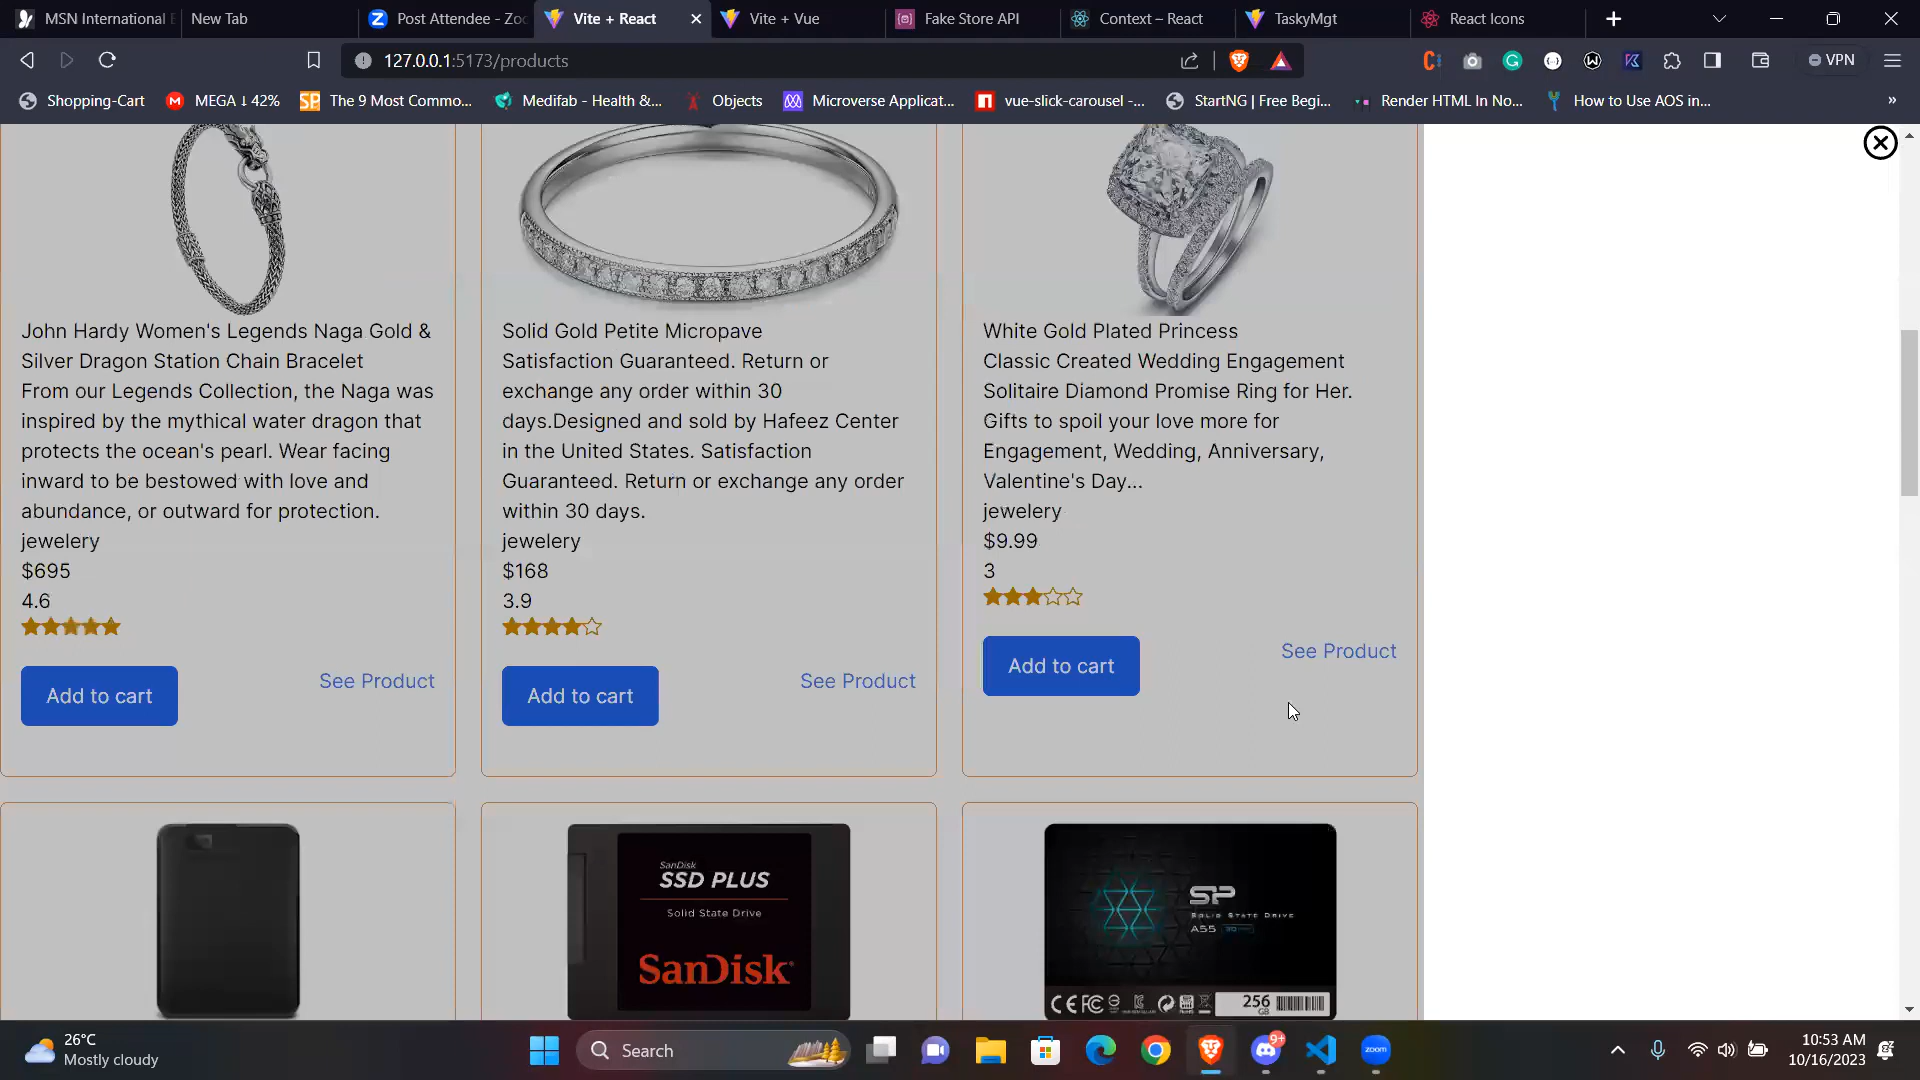 MSN International E
New Tab
Post Attendee - Zoo
Vite + React
Vite + Vue
Fake Store API
Context – React
TaskyMgt
React Icons
127.0.0.1:5173/products
VPN
Shopping-Cart
MEGA ↓ 42%
The 9 Most Commo...
Medifab - Health &...
Objects
Microverse Applicat...
vue-slick-carousel -...
StartNG | Free Begi...
Render HTML In No...
How to Use AOS in...
»
John Hardy Women's Legends Naga Gold &
Silver Dragon Station Chain Bracelet
From our Legends Collection, the Naga was
inspired by the mythical water dragon that
protects the ocean's pearl. Wear facing
inward to be bestowed with love and
abundance, or outward for protection.
jewelery
$695
4.6
Add to cart
See Product
Solid Gold Petite Micropave
Satisfaction Guaranteed. Return or
exchange any order within 30
days.Designed and sold by Hafeez Center
in the United States. Satisfaction
Guaranteed. Return or exchange any order
within 30 days.
jewelery
$168
3.9
Add to cart
See Product
White Gold Plated Princess
Classic Created Wedding Engagement
Solitaire Diamond Promise Ring for Her.
Gifts to spoil your love more for
Engagement, Wedding, Anniversary,
Valentine's Day...
jewelery
$9.99
3
Add to cart
See Product
SanDisk
SSD PLUS
Solid State Drive
SanDisk
SP
SOLID STATE DRIVE
A55
256
GB
26°C
Mostly cloudy
Search
9+
zoom
10:53 AM
10/16/2023